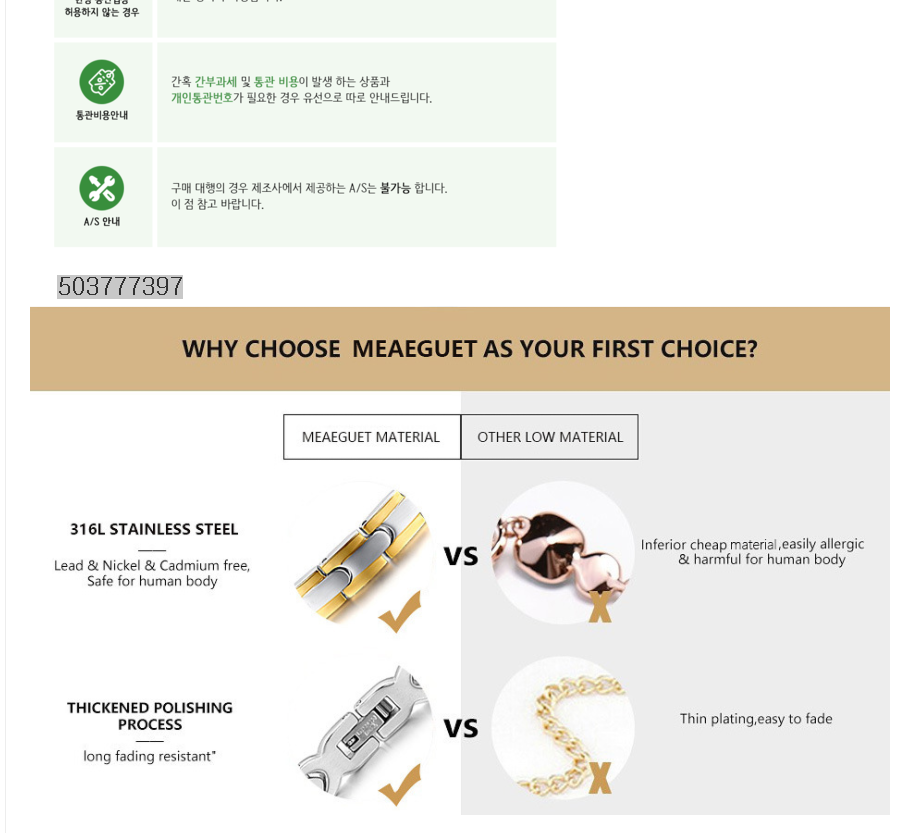 허용하지 않는 경우
통관비용안내
간혹 간부과세 및 통관 비용이 발생 하는 상품과
개인통관번호가 필요한 경우 유선으로 따로 안내드립니다.
A/S 안내
구매 대행의 경우 제조사에서 제공하는 A/S는 불가능 합니다.
이 점 참고 바랍니다.
503777397
WHY CHOOSE MEAEGUET AS YOUR FIRST CHOICE?
MEAEGUET MATERIAL
OTHER LOW MATERIAL
316L STAINLESS STEEL
Lead & Nickel & Cadmium free,
Safe for human body
VS
Inferior cheap material,easily allergic
& harmful for human body
THICKENED POLISHING
PROCESS
long fading resistant"
VS
Thin plating,easy to fade